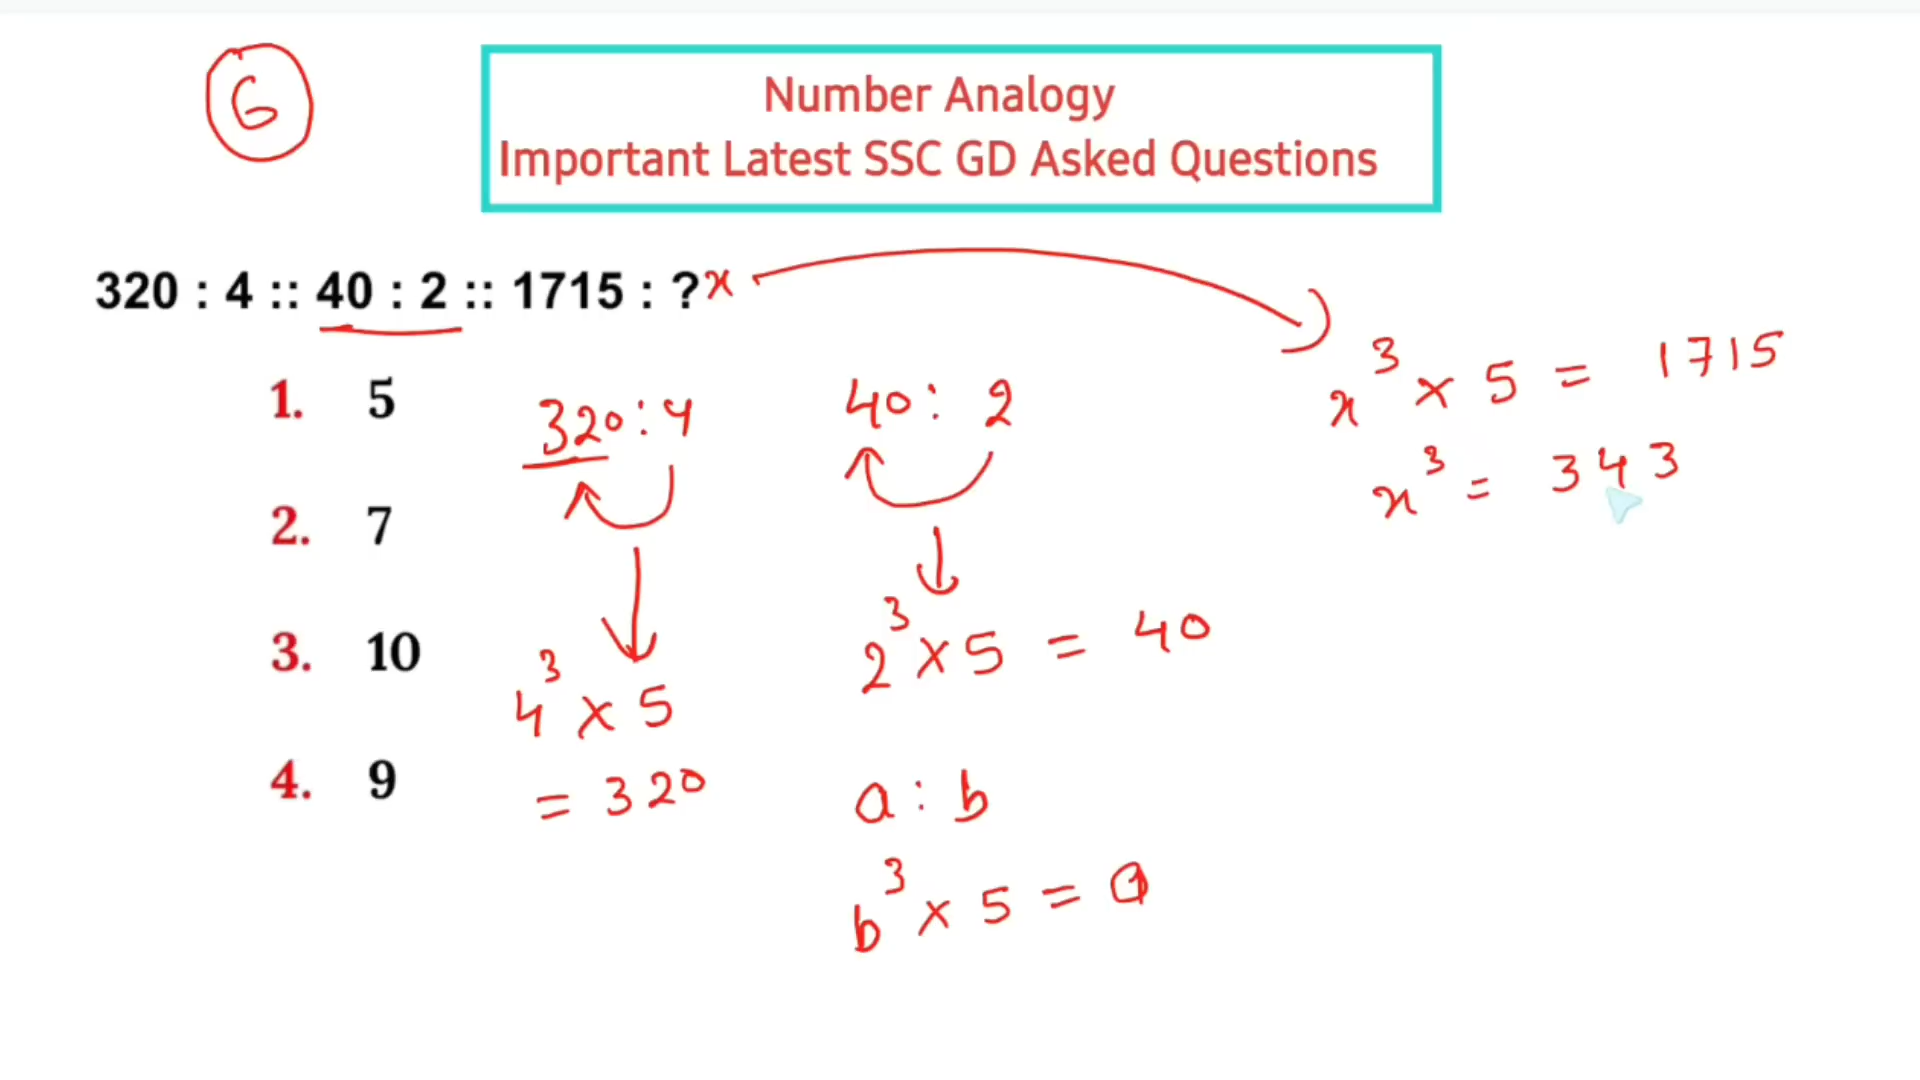 6
Number Analogy
Important Latest SSC GD Asked Questions
320 : 4 :: 40 : 2 :: 1715 : ? x
1. 5
2. 7
3. 10
4. 9
320 : 4
4³ × 5
= 320
40 : 2
2³ × 5 = 40
a : b
b³ × 5 = a
x³ × 5 = 1715
x³ = 343